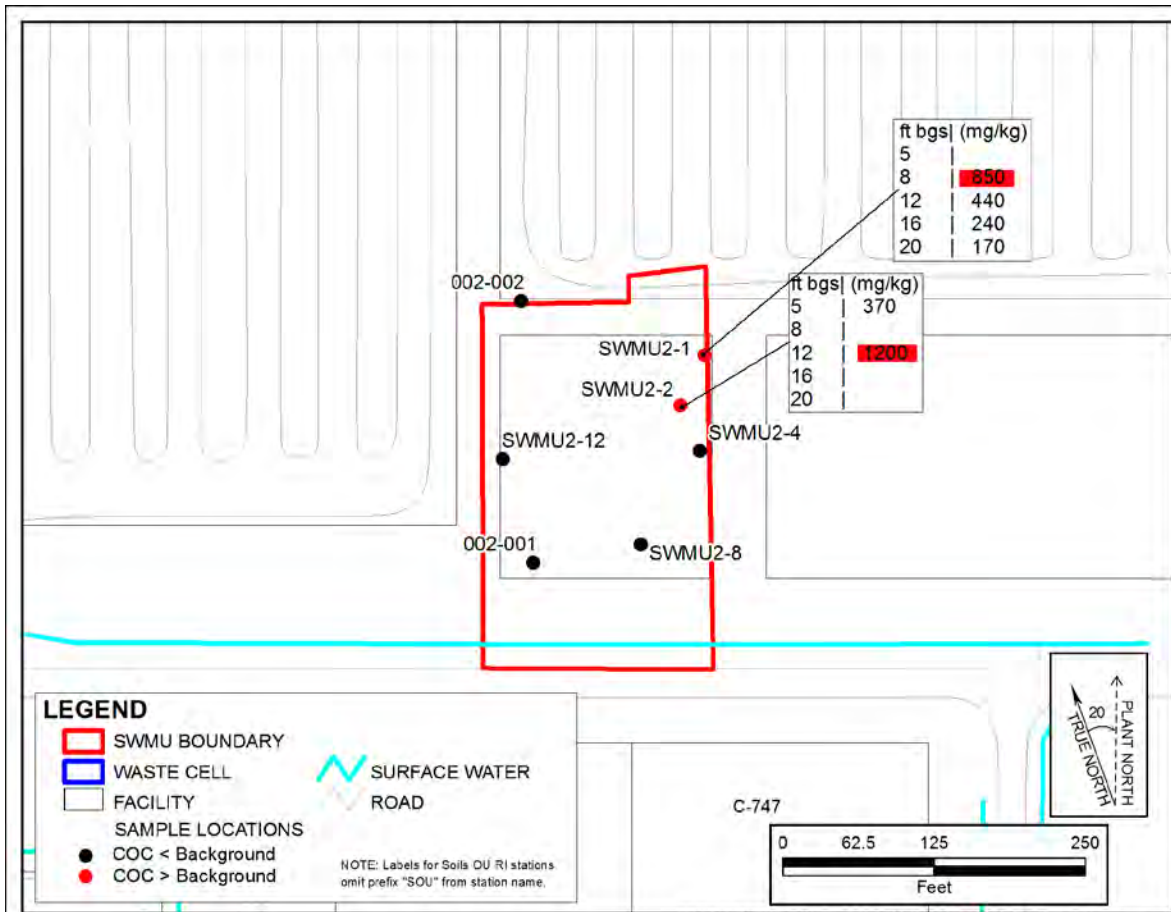 ft bgs| (mg/kg)
5 |
8 | 850
12 | 440
16 | 240
20 | 170
002-002
ft bgs| (mg/kg)
5 | 370
8 |
12 | 1200
16 |
20 |
SWMU2-1
SWMU2-2
SWMU2-12
SWMU2-4
002-001
SWMU2-8
LEGEND
SWMU BOUNDARY
WASTE CELL
SURFACE WATER
FACILITY
ROAD
SAMPLE LOCATIONS
COC < Background
COC > Background
NOTE: Labels for Soils OU RI stations
omit prefix "SOU" from station name.
C-747
20
TRUE NORTH
PLANT NORTH
0 62.5 125 250
Feet